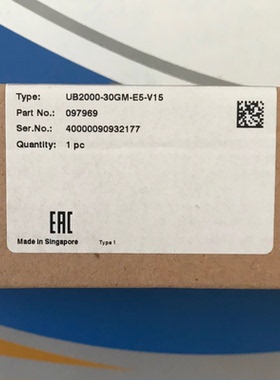 Type: UB2000-30GM-E5-V15
Part No.: 097969
Ser.No.: 40000090932177
Quantity: 1 pc
EAC
Made in Singapore Type 1